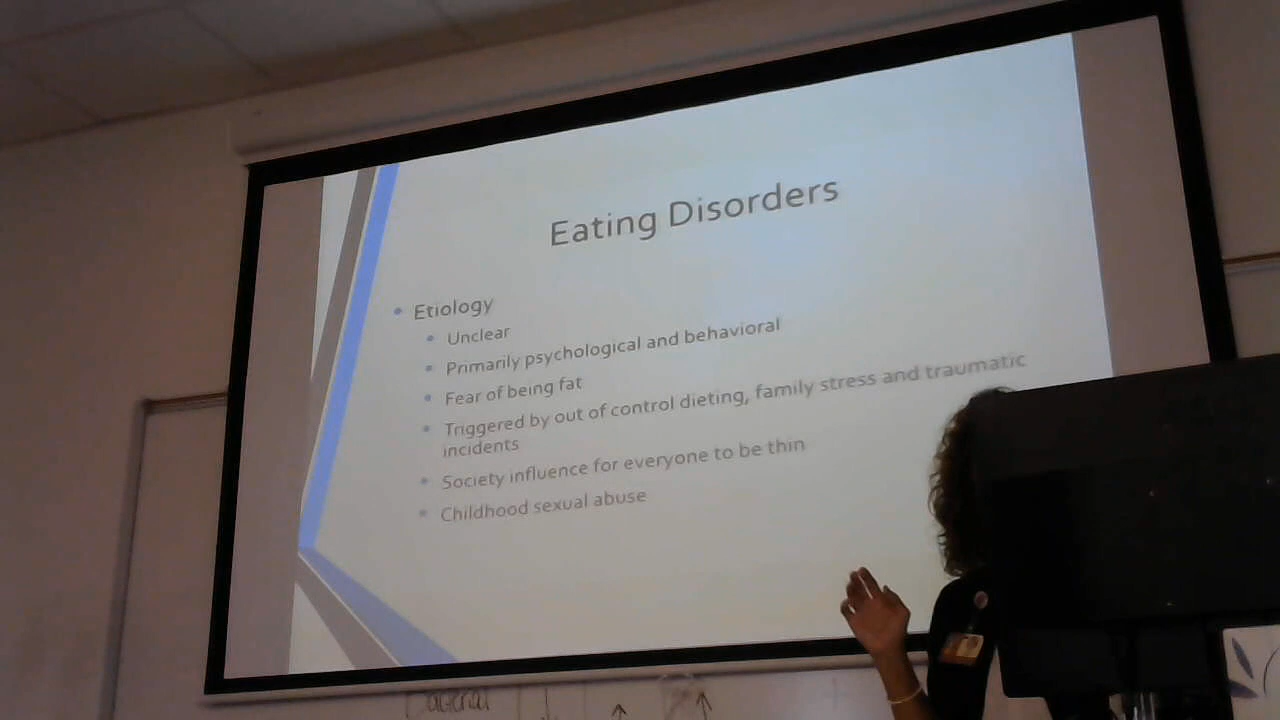 Eating Disorders
• Etiology
• Unclear
• Primarily psychological and behavioral
• Fear of being fat
• Triggered by out of control dieting, family stress and traumatic
incidents
• Society influence for everyone to be thin
• Childhood sexual abuse